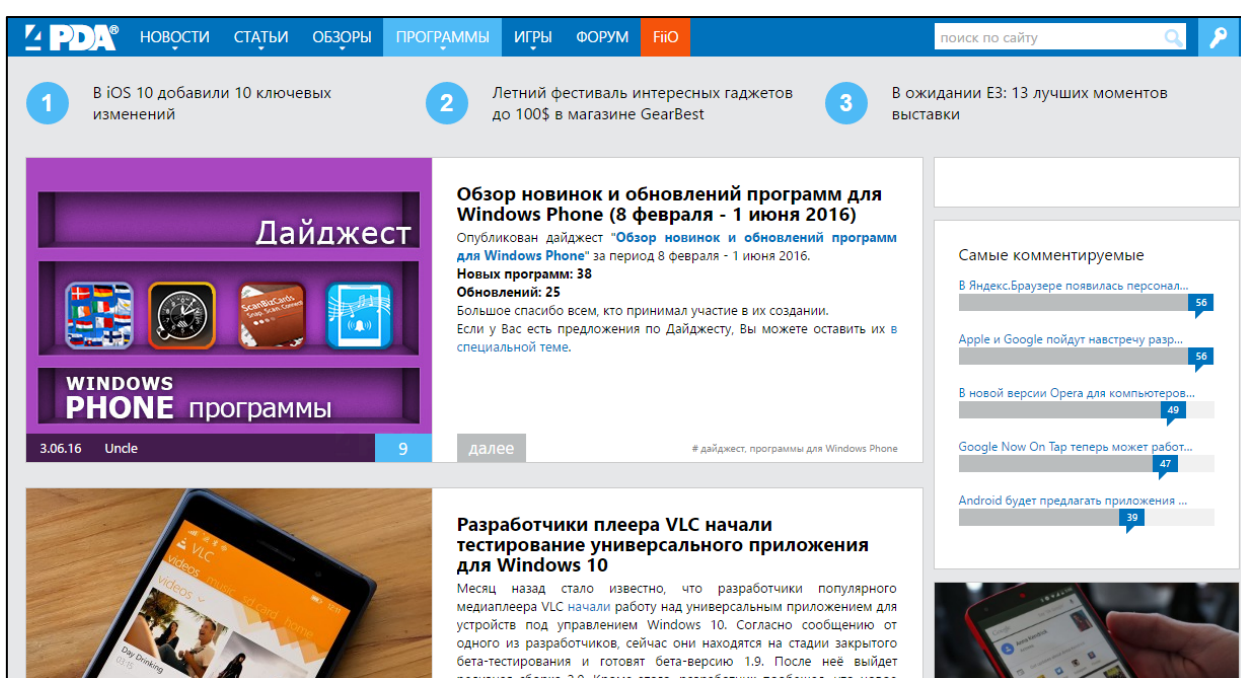 4PDA® НОВОСТИ СТАТЬИ ОБЗОРЫ ПРОГРАММЫ ИГРЫ ФОРУМ FiiO поиск по сайту
1 В iOS 10 добавили 10 ключевых
изменений
2 Летний фестиваль интересных гаджетов
до 100$ в магазине GearBest
3 В ожидании E3: 13 лучших моментов
выставки
Дайджест
ScanBizCards
Snap. Scan. Connect
WINDOWS
PHONE программы
3.06.16 Uncle 9
Обзор новинок и обновлений программ для
Windows Phone (8 февраля - 1 июня 2016)
Опубликован дайджест "Обзор новинок и обновлений программ
для Windows Phone" за период 8 февраля - 1 июня 2016.
Новых программ: 38
Обновлений: 25
Большое спасибо всем, кто принимал участие в их создании.
Если у Вас есть предложения по Дайджесту, Вы можете оставить их в
специальной теме.
далее # дайджест, программы для Windows Phone
VLC
videos music sd card home
videos
Day Drinking
03:15
Разработчики плеера VLC начали
тестирование универсального приложения
для Windows 10
Месяц назад стало известно, что разработчики популярного
медиаплеера VLC начали работу над универсальным приложением для
устройств под управлением Windows 10. Согласно сообщению от
одного из разработчиков, сейчас они находятся на стадии закрытого
бета-тестирования и готовят бета-версию 1.9. После неё выйдет
Самые комментируемые
В Яндекс.Браузере появилась персонал...
56
Apple и Google пойдут навстречу разр...
56
В новой версии Opera для компьютеров...
49
Google Now On Tap теперь может работ...
47
Android будет предлагать приложения ...
39